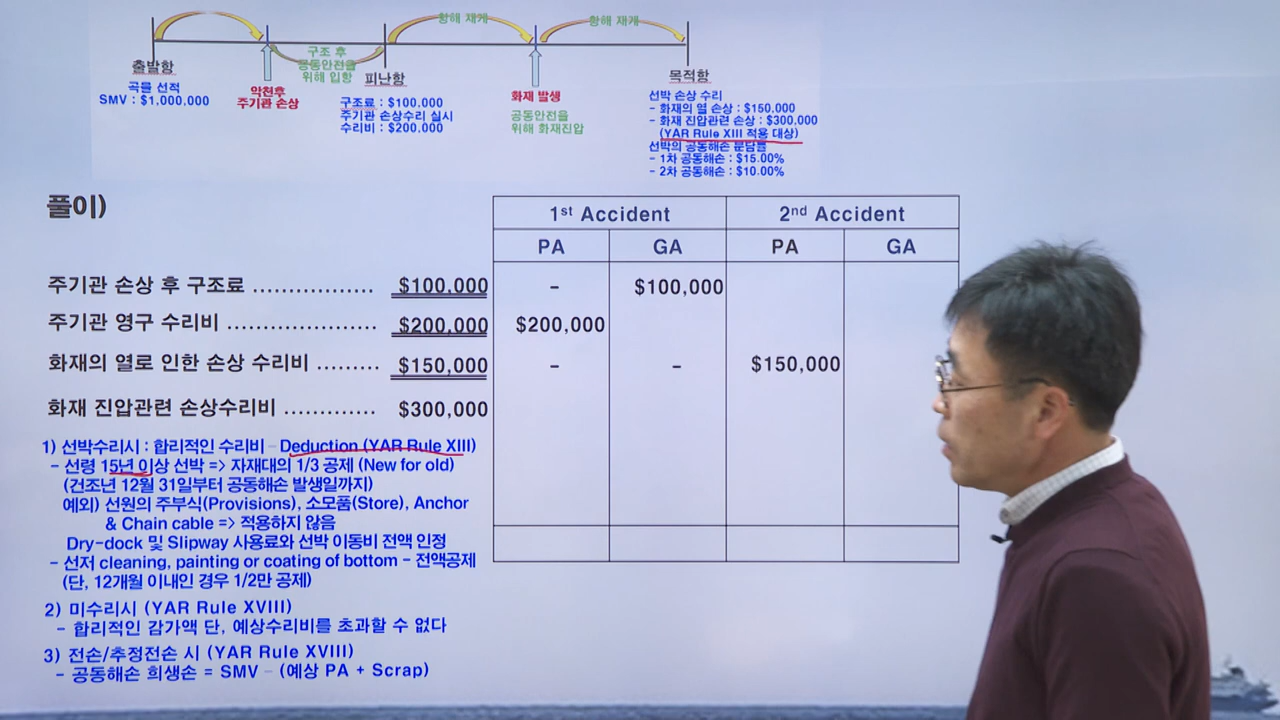 항해 재개
항해 재개
구조 후
공동안전을
위해 입항
출발항
피난항
목적항
곡물 선적
SMV : $1,000,000
악천후
주기관 손상
구조료 : $100,000
주기관 손상수리 실시
수리비 : $200,000
화재 발생
공동안전을
위해 화재진압
선박 손상 수리
- 화재의 열 손상 : $150,000
- 화재 진압관련 손상 : $300,000
(YAR Rule XIII 적용 대상)
선박의 공동해손 분담률
- 1차 공동해손 : $15.00%
- 2차 공동해손 : $10.00%
풀이)
1st Accident
2nd Accident
PA GA PA GA
주기관 손상 후 구조료 ................. $100,000 - $100,000
주기관 영구 수리비 ..................... $200,000 $200,000
화재의 열로 인한 손상 수리비 ......... $150,000 - - $150,000
화재 진압관련 손상수리비 ............. $300,000
1) 선박수리시 : 합리적인 수리비 - Deduction (YAR Rule XIII)
- 선령 15년 이상 선박 => 자재대의 1/3 공제 (New for old)
(건조년 12월 31일부터 공동해손 발생일까지)
예외) 선원의 주부식(Provisions), 소모품(Store), Anchor
& Chain cable => 적용하지 않음
Dry-dock 및 Slipway 사용료와 선박 이동비 전액 인정
- 선저 cleaning, painting or coating of bottom - 전액공제
(단, 12개월 이내인 경우 1/2만 공제)
2) 미수리시 (YAR Rule XVIII)
- 합리적인 감가액 단, 예상수리비를 초과할 수 없다
3) 전손/추정전손 시 (YAR Rule XVIII)
- 공동해손 희생손 = SMV - (예상 PA + Scrap)